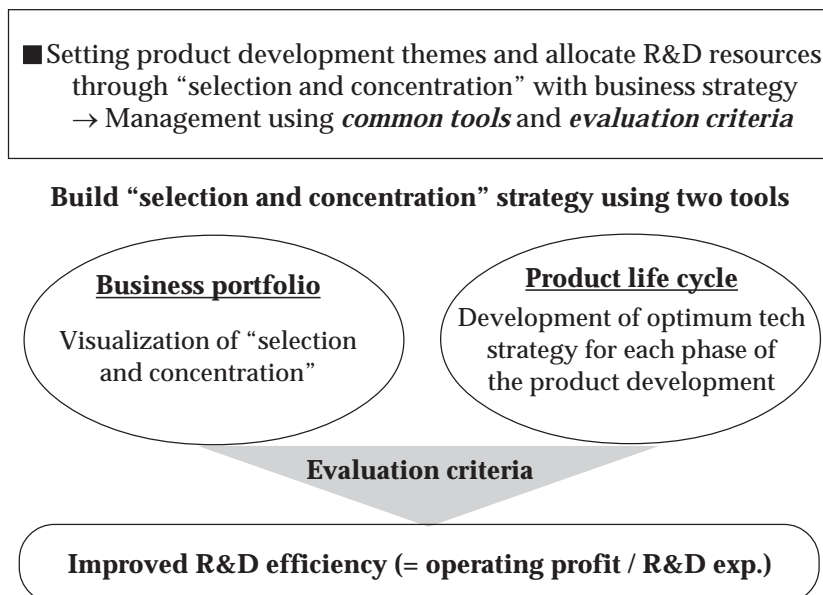 ■ Setting product development themes and allocate R&D resources
through “selection and concentration” with business strategy
→ Management using common tools and evaluation criteria
Build “selection and concentration” strategy using two tools
Business portfolio
Visualization of “selection
and concentration”
Product life cycle
Development of optimum tech
strategy for each phase of
the product development
Evaluation criteria
Improved R&D efficiency (= operating profit / R&D exp.)